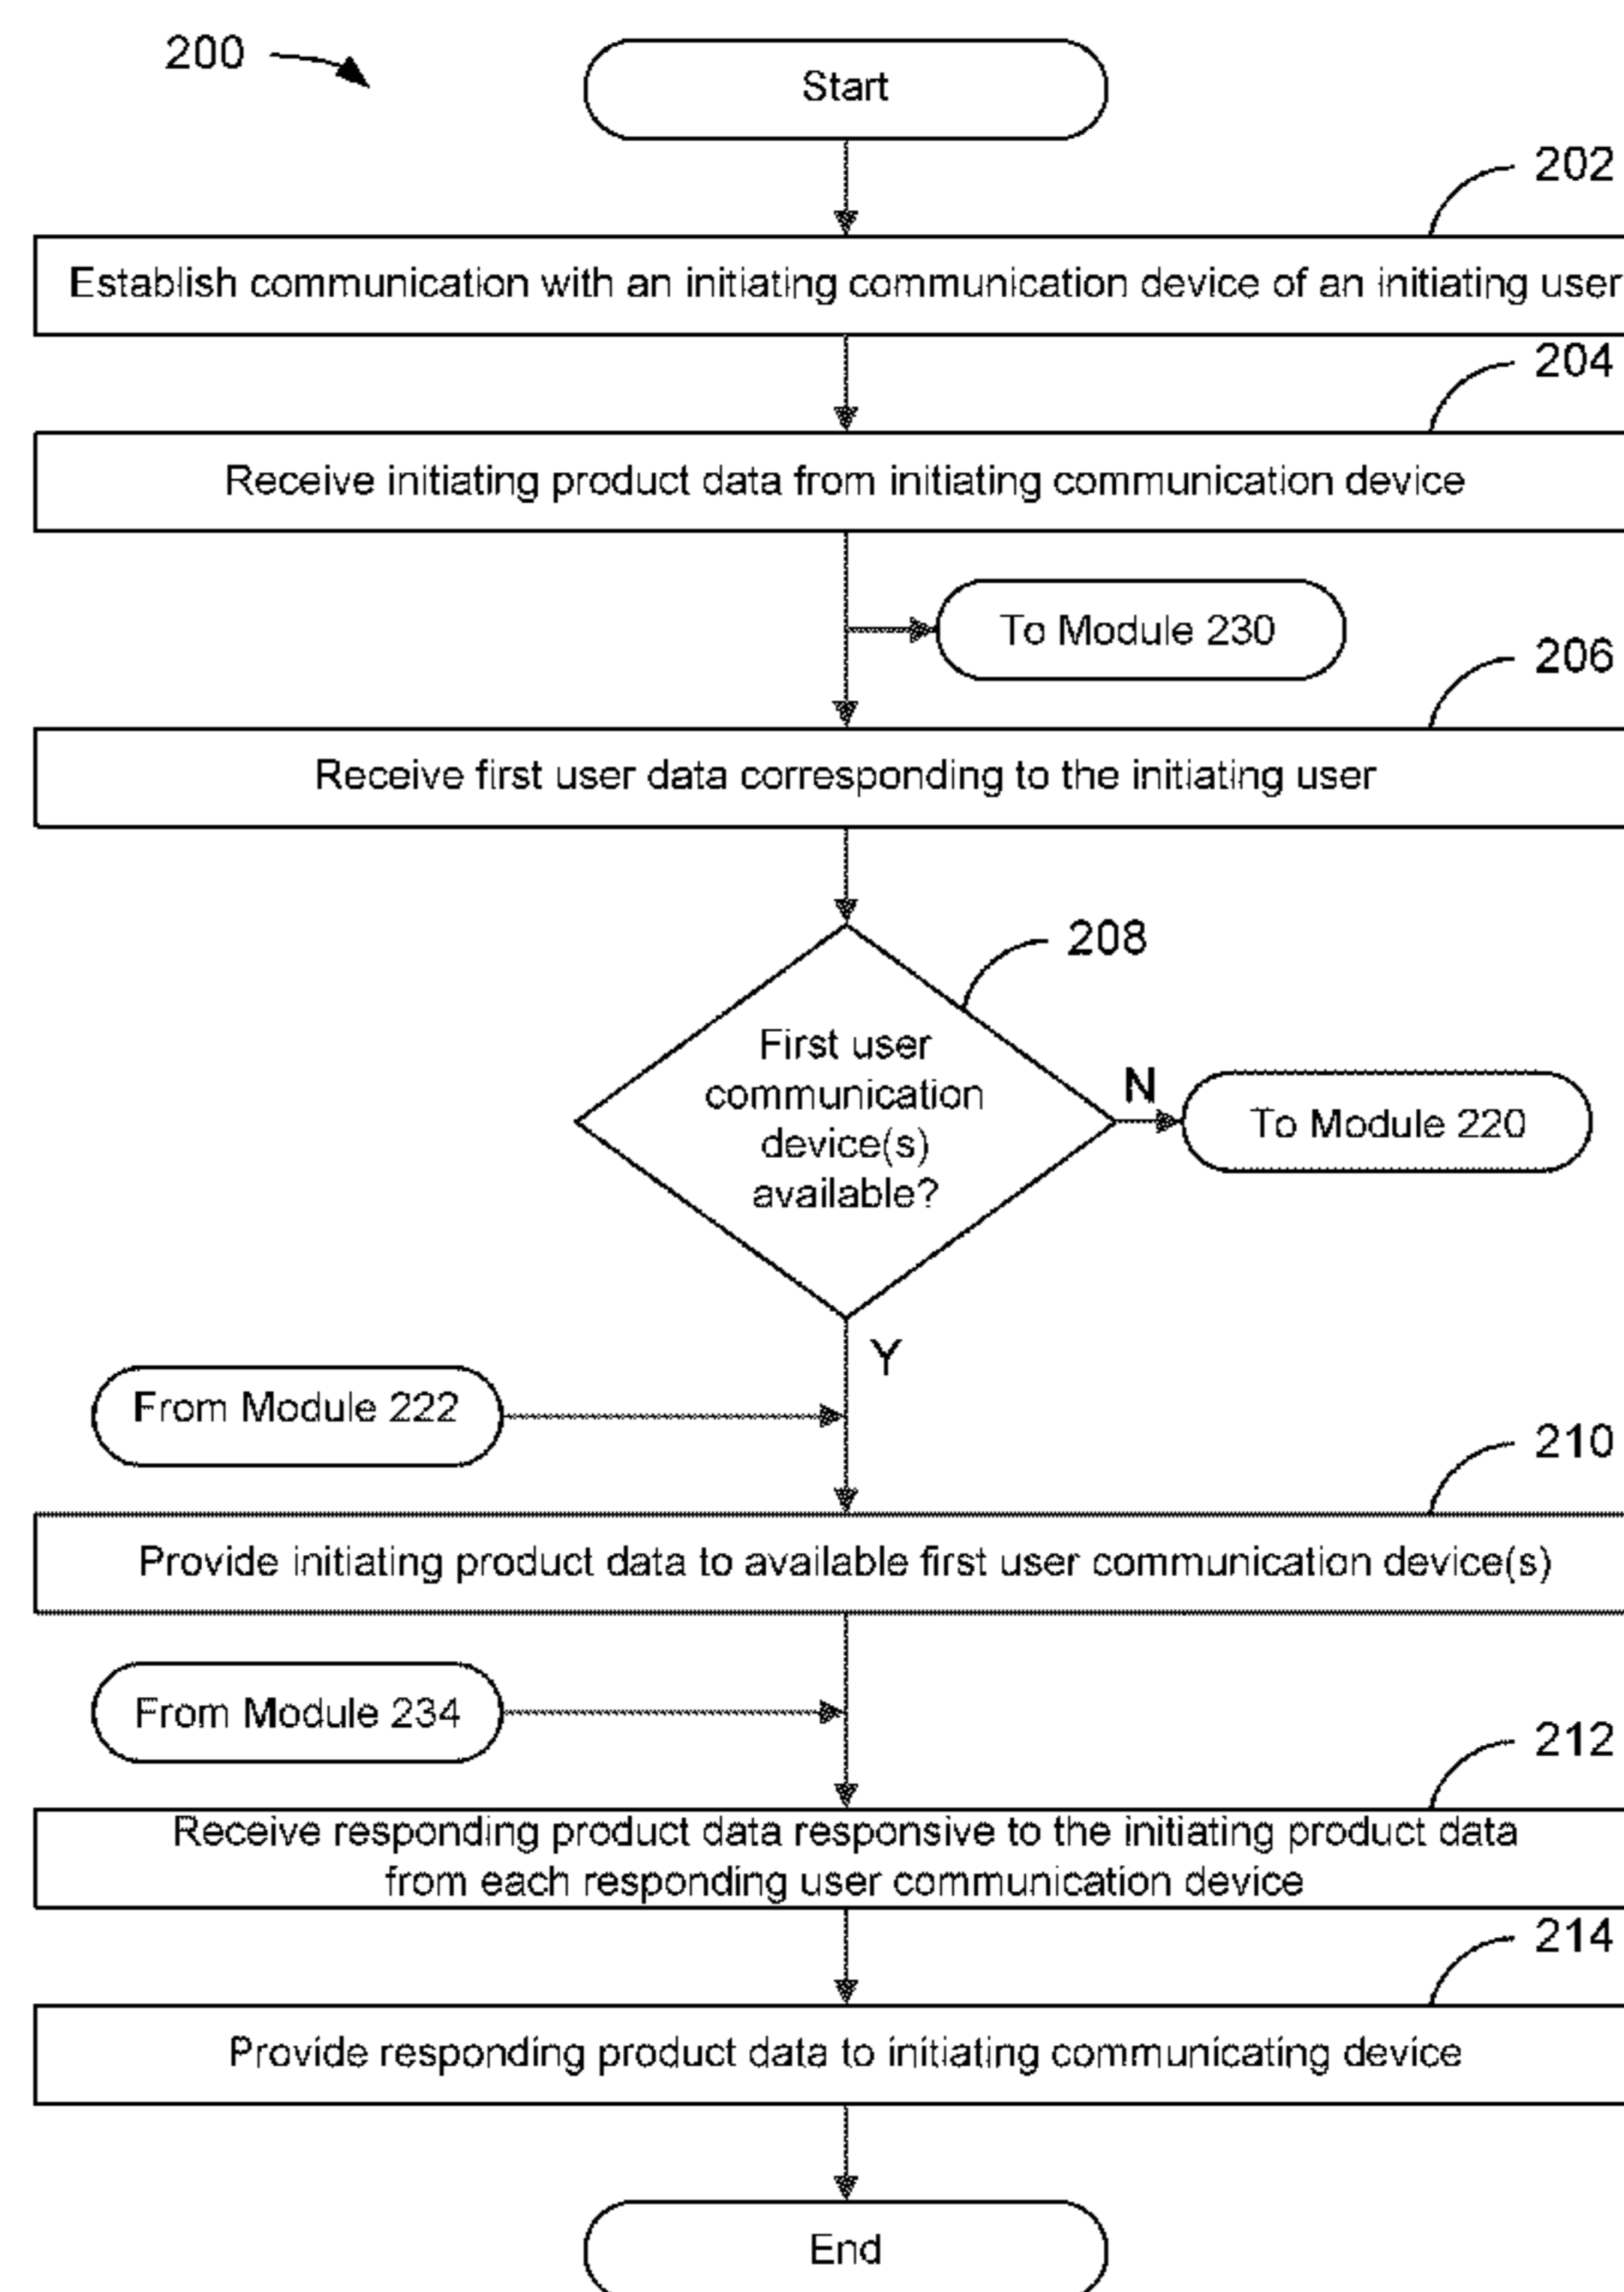 200
Start
202
Establish communication with an initiating communication device of an initiating user
204
Receive initiating product data from initiating communication device
To Module 230
206
Receive first user data corresponding to the initiating user
208
First user
communication
device(s)
available?
N
To Module 220
Y
From Module 222
210
Provide initiating product data to available first user communication device(s)
From Module 234
212
Receive responding product data responsive to the initiating product data
from each responding user communication device
214
Provide responding product data to initiating communicating device
End